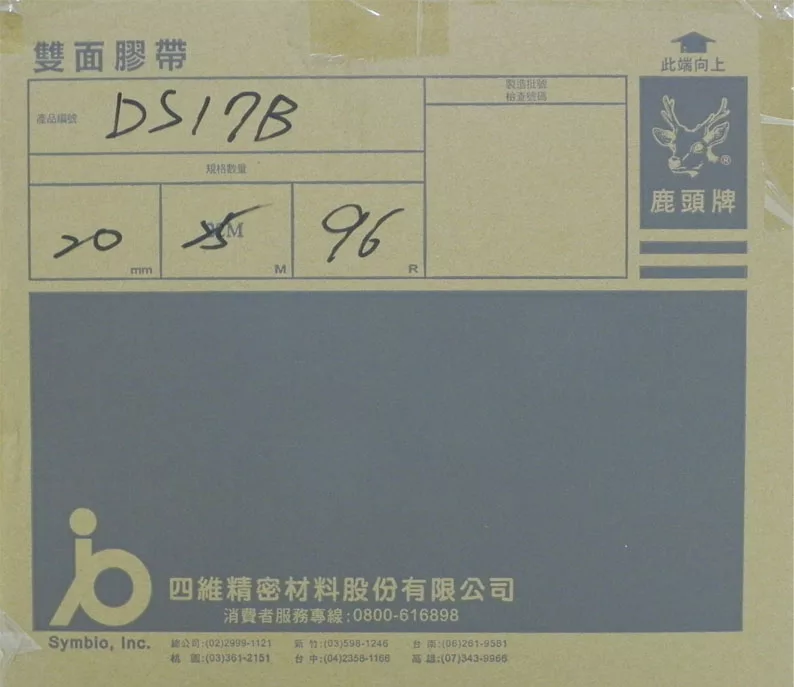 雙面膠帶
此端向上
產品編號 DS17B
製造批號
檢查號碼
規格數量
20 mm
25 M
96 R
®
鹿頭牌
四維精密材料股份有限公司
消費者服務專線:0800-616898
Symbio, Inc.
總公司:(02)2999-1121 新竹:(03)598-1246 台南:(06)261-9581
桃園:(03)361-2151 台中:(04)2358-1166 高雄:(07)343-9966